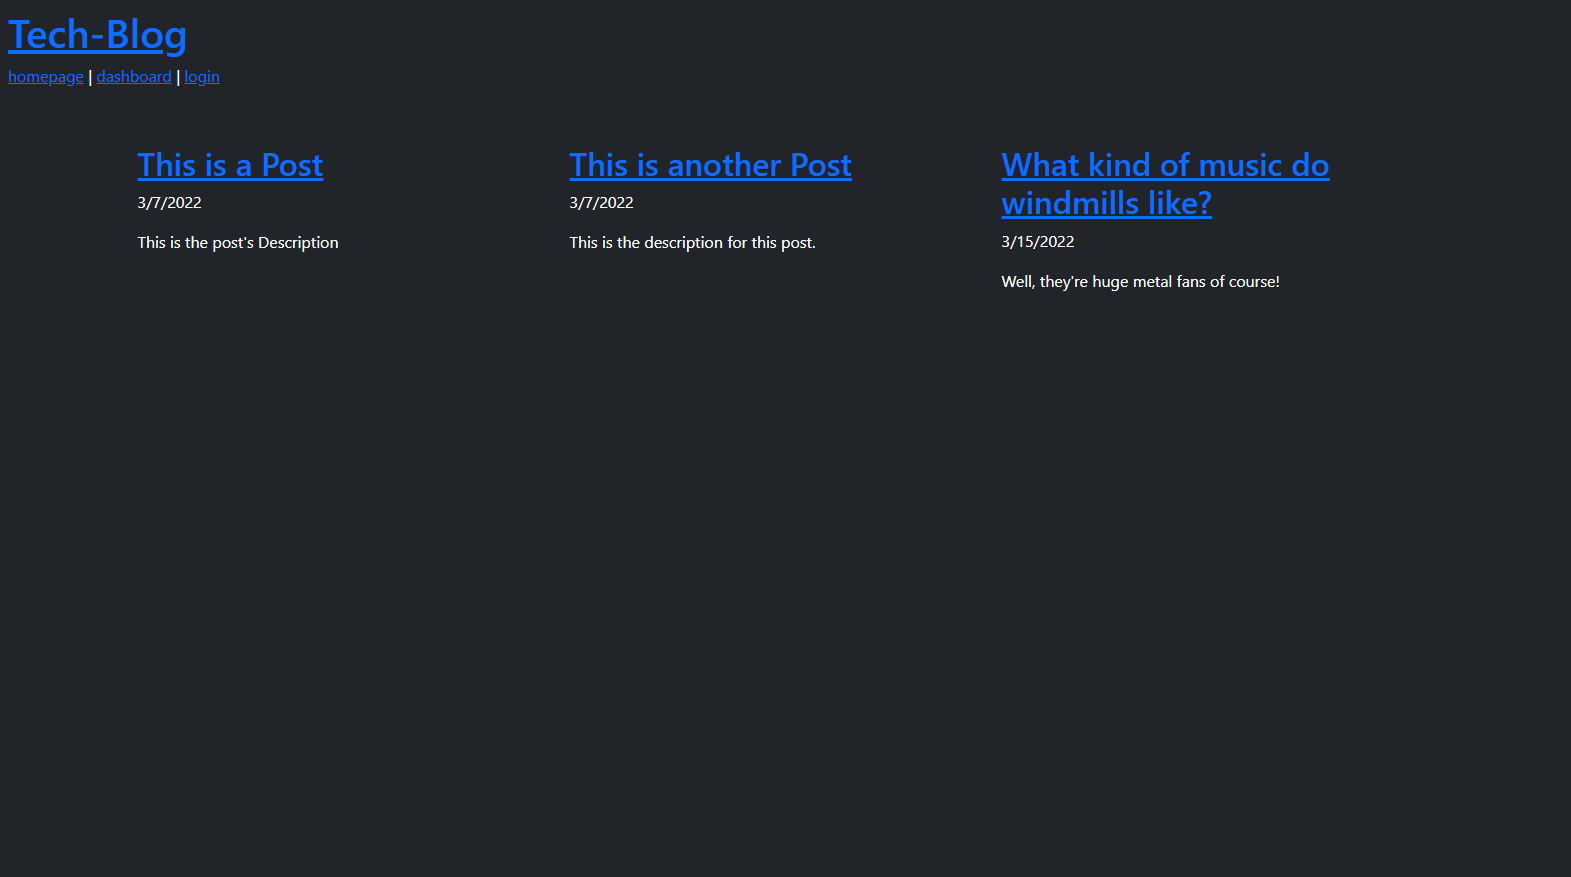 Tech-Blog
homepage | dashboard | login
This is a Post
3/7/2022
This is the post's Description
This is another Post
3/7/2022
This is the description for this post.
What kind of music do
windmills like?
3/15/2022
Well, they're huge metal fans of course!